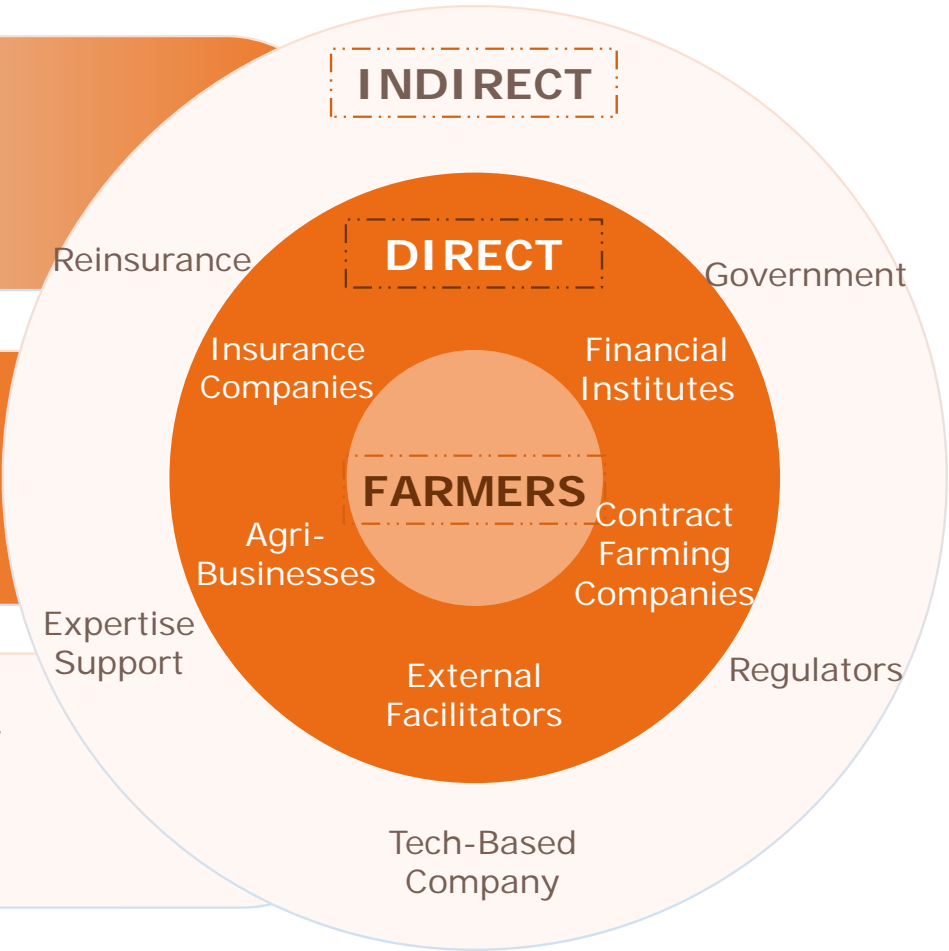 INDIRECT
DIRECT
Reinsurance
Government
Insurance
Companies
Financial
Institutes
FARMERS
Agri-
Businesses
Contract
Farming
Companies
Expertise
Support
External
Facilitators
Regulators
Tech-Based
Company